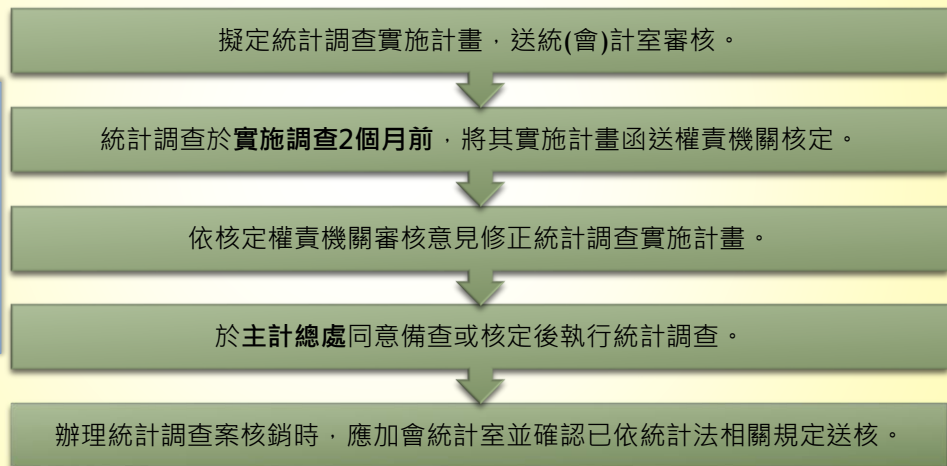 擬定統計調查實施計畫，送統(會)計室審核。
統計調查於實施調查2個月前，將其實施計畫函送權責機關核定。
依核定權責機關審核意見修正統計調查實施計畫。
於主計總處同意備查或核定後執行統計調查。
辦理統計調查案核銷時，應加會統計室並確認已依統計法相關規定送核。